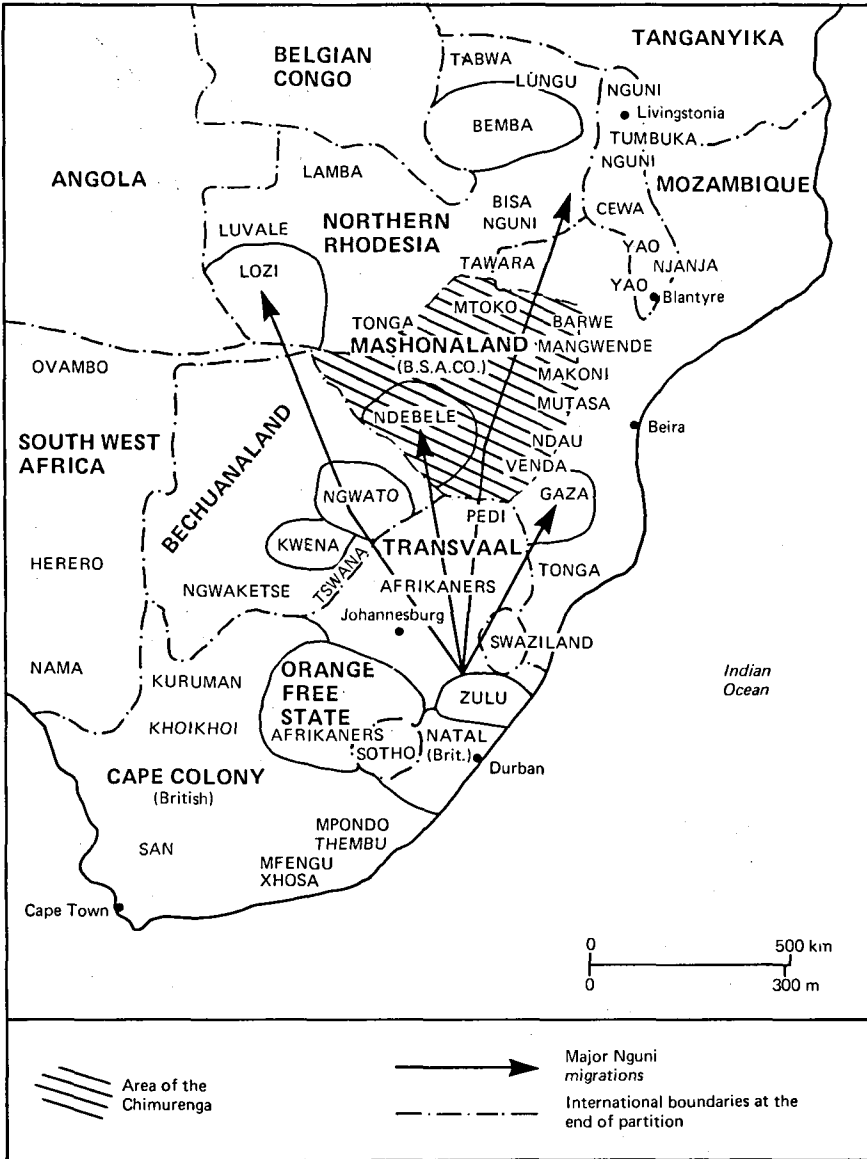 BELGIAN
CONGO
TANGANYIKA
TABWA
LUNGU
NGUNI
Livingstonia
BEMBA
TUMBUKA
NGUNI
ANGOLA
LAMBA
MOZAMBIQUE
BISA
NGUNI
CEWA
NORTHERN
RHODESIA
LUVALE
LOZI
TAWARA
YAO
NJANJA
YAO
Blantyre
MTOKO
TONGA
BARWE
MASHONALAND
(B.S.A.CO.)
MANGWENDE
MAKONI
MUTASA
OVAMBO
NDEBELE
Beira
SOUTH WEST
AFRICA
BECHUANALAND
NDAU
VENDA
GAZA
NGWATO
PEDI
KWENA
TRANSVAAL
HERERO
TSWANA
NGWAKETSE
AFRIKANERS
TONGA
Johannesburg
SWAZILAND
NAMA
KURUMAN
ORANGE
FREE
STATE
AFRIKANERS
ZULU
Indian
Ocean
KHOIKHOI
SOTHO
NATAL
(Brit.)
Durban
CAPE COLONY
(British)
SAN
MPONDO
THEMBU
MFENGU
XHOSA
Cape Town
0 500 km
0 300 m
Area of the
Chimurenga
Major Nguni
migrations
International boundaries at the
end of partition